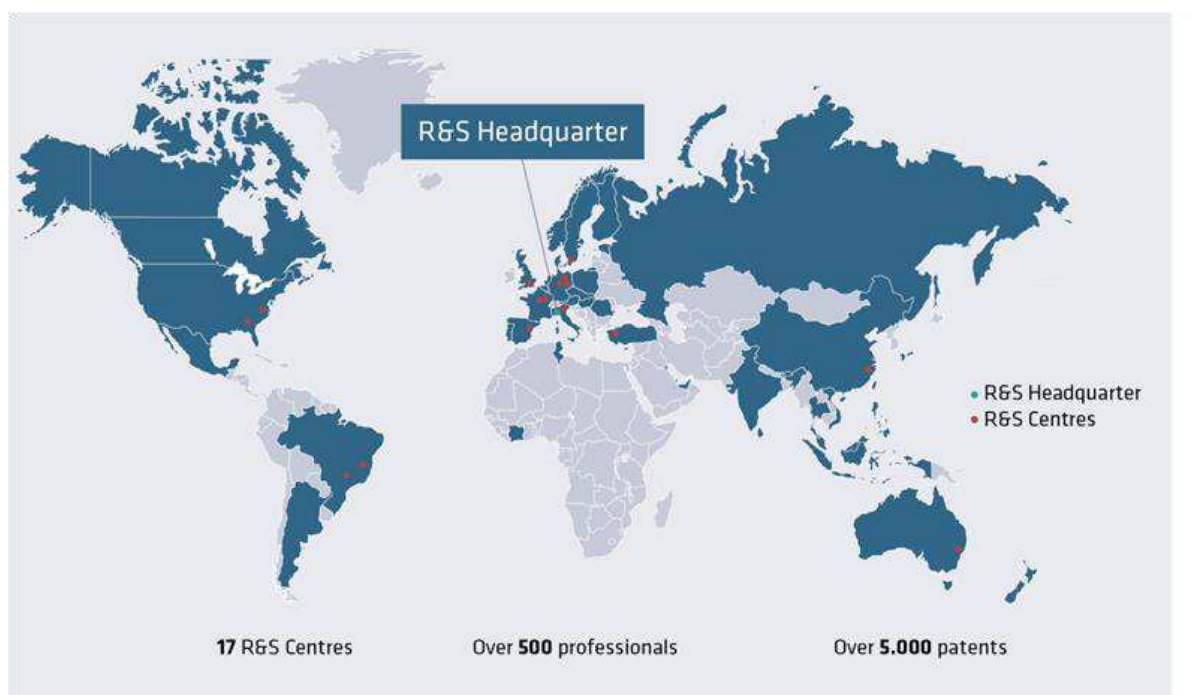 R&S Headquarter
R&S Headquarter
R&S Centres
17 R&S Centres
Over 500 professionals
Over 5.000 patents